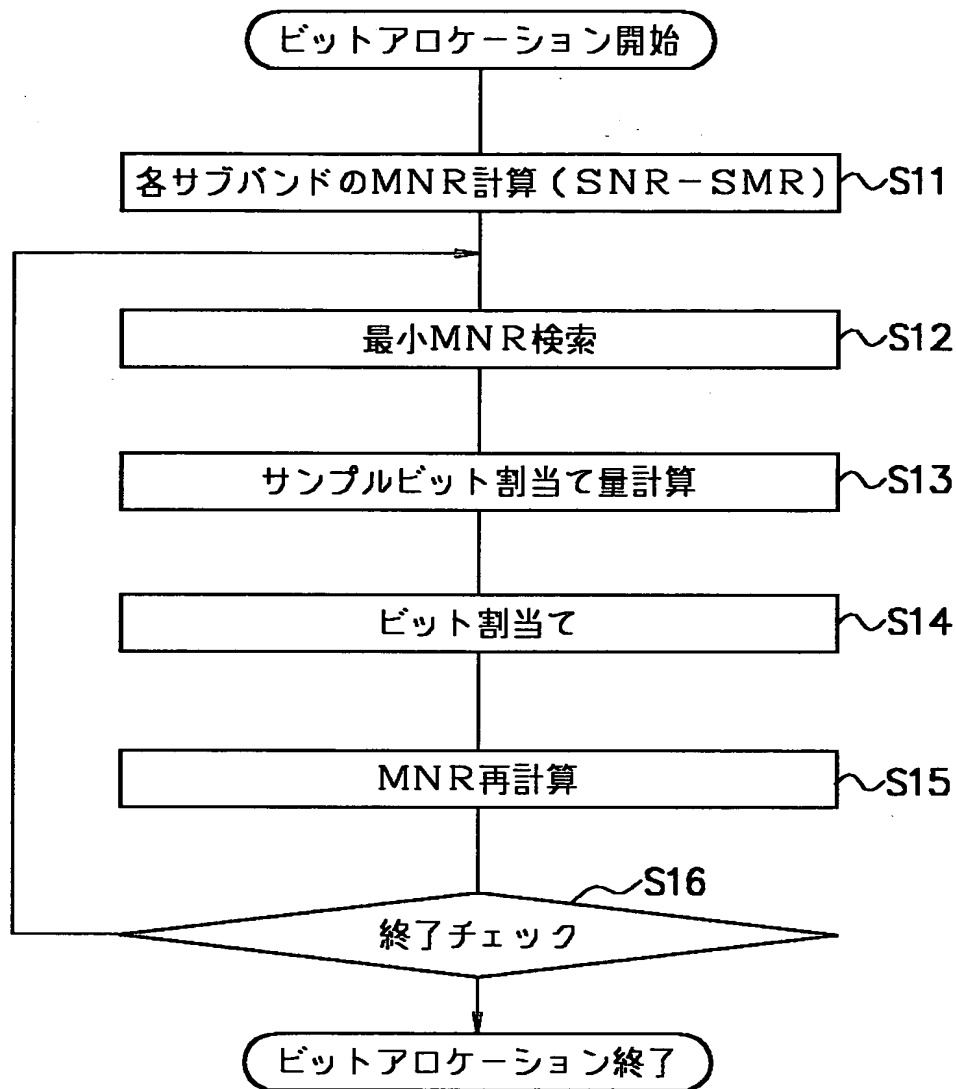 ビットアロケーション開始
各サブバンドのMNR計算(SNR-SMR)
S11
最小MNR検索
S12
サンプルビット割当て量計算
S13
ビット割当て
S14
MNR再計算
S15
S16
終了チェック
ビットアロケーション終了